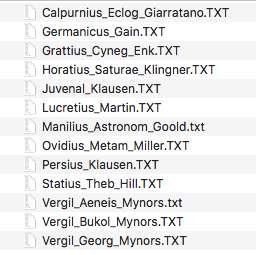 Calpurnius_Eclog_Giarratano.TXT
Germanicus_Gain.TXT
Grattius_Cyneg_Enk.TXT
Horatius_Saturae_Klingner.TXT
Juvenal_Klausen.TXT
Lucretius_Martin.TXT
Manilius_Astronom_Goold.txt
Ovidius_Metam_Miller.TXT
Persius_Klausen.TXT
Statius_Theb_Hill.TXT
Vergil_Aeneis_Mynors.txt
Vergil_Bukol_Mynors.txt
Vergil_Georg_Mynors.TXT